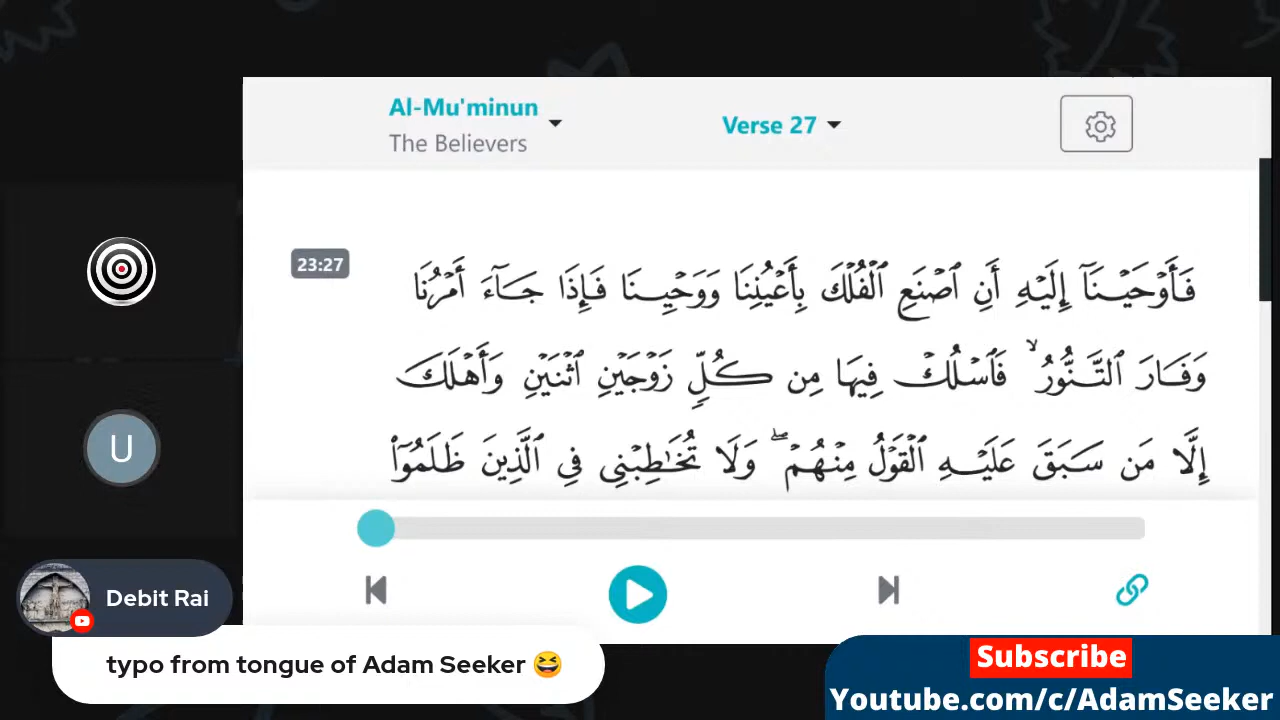 Al-Mu'minun
The Believers
Verse 27
23:27
فَأَوْحَيْنَآ إِلَيْهِ أَنِ ٱصْنَعِ ٱلْفُلْكَ بِأَعْيُنِنَا وَوَحْيِنَا فَإِذَا جَآءَ أَمْرُنَا
وَفَارَ ٱلتَّنُّورُ ۙ فَٱسْلُكْ فِيهَا مِن كُلٍّ زَوْجَيْنِ ٱثْنَيْنِ وَأَهْلَكَ
إِلَّا مَن سَبَقَ عَلَيْهِ ٱلْقَوْلُ مِنْهُمْ ۖ وَلَا تُخَٰطِبْنِى فِى ٱلَّذِينَ ظَلَمُوٓا۟
U
Debit Rai
typo from tongue of Adam Seeker 😆
Subscribe
Youtube.com/c/AdamSeeker